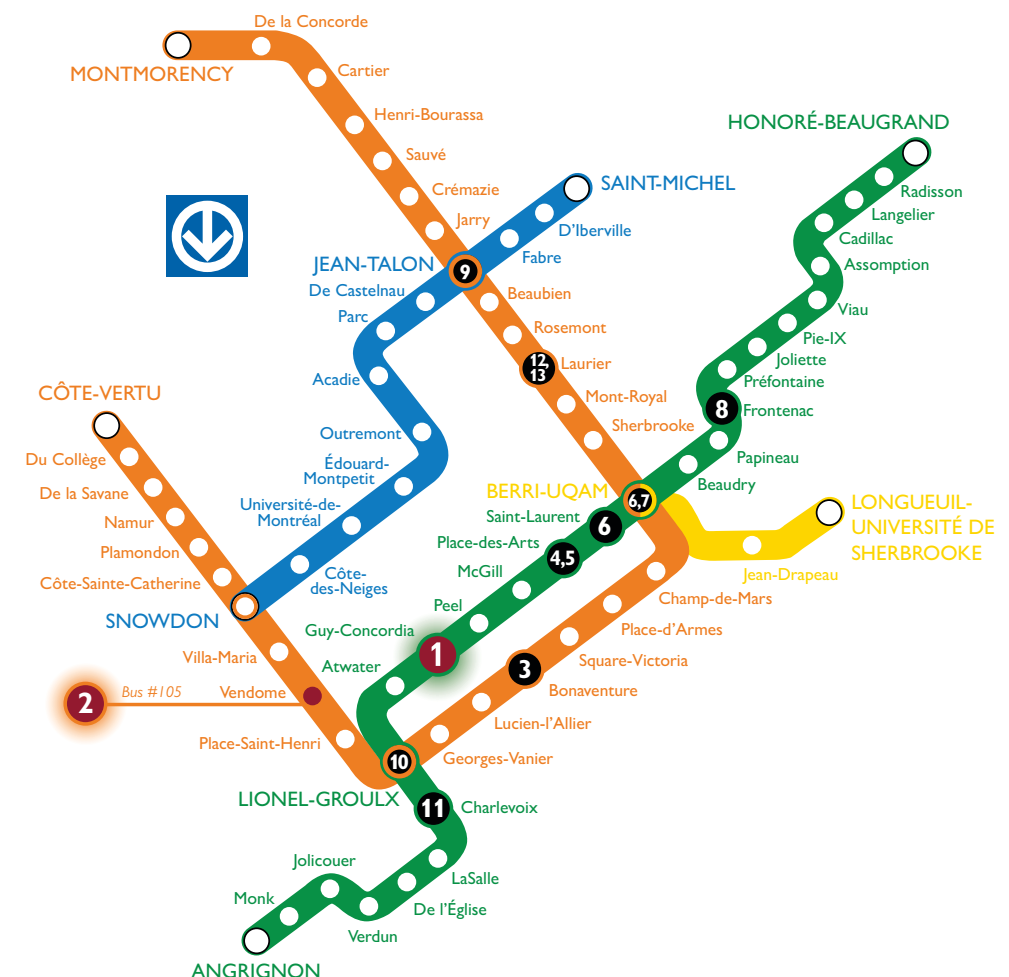 De la Concorde
MONTMORENCY
Cartier
Henri-Bourassa
Sauvé
Crémazie
Jarry
HONORÉ-BEAUGRAND
Radisson
Langelier
Cadillac
Assomption
Viau
Pie-IX
Joliette
Préfontaine
8
Frontenac
Papineau
Beaudry
SAINT-MICHEL
D'Iberville
Fabre
JEAN-TALON
9
De Castelnau
Parc
Acadie
Outremont
Édouard-
Montpetit
Université-de-
Montréal
Côte-
des-Neiges
Beaubien
Rosemont
12,
13
Laurier
Mont-Royal
Sherbrooke
BERRI-UQAM
6,7
LONGUEUIL-
UNIVERSITÉ DE
SHERBROOKE
Jean-Drapeau
CÔTE-VERTU
Du Collège
De la Savane
Namur
Plamondon
Côte-Sainte-Catherine
SNOWDON
Villa-Maria
2
Bus #105
Vendome
Place-Saint-Henri
Saint-Laurent
6
Place-des-Arts
4,5
McGill
Peel
Guy-Concordia
1
Atwater
Champ-de-Mars
Place-d'Armes
Square-Victoria
3
Bonaventure
Lucien-l'Allier
Georges-Vanier
10
LIONEL-GROULX
11
Charlevoix
LaSalle
De l'Église
Verdun
Jolicouer
Monk
ANGRIGNON